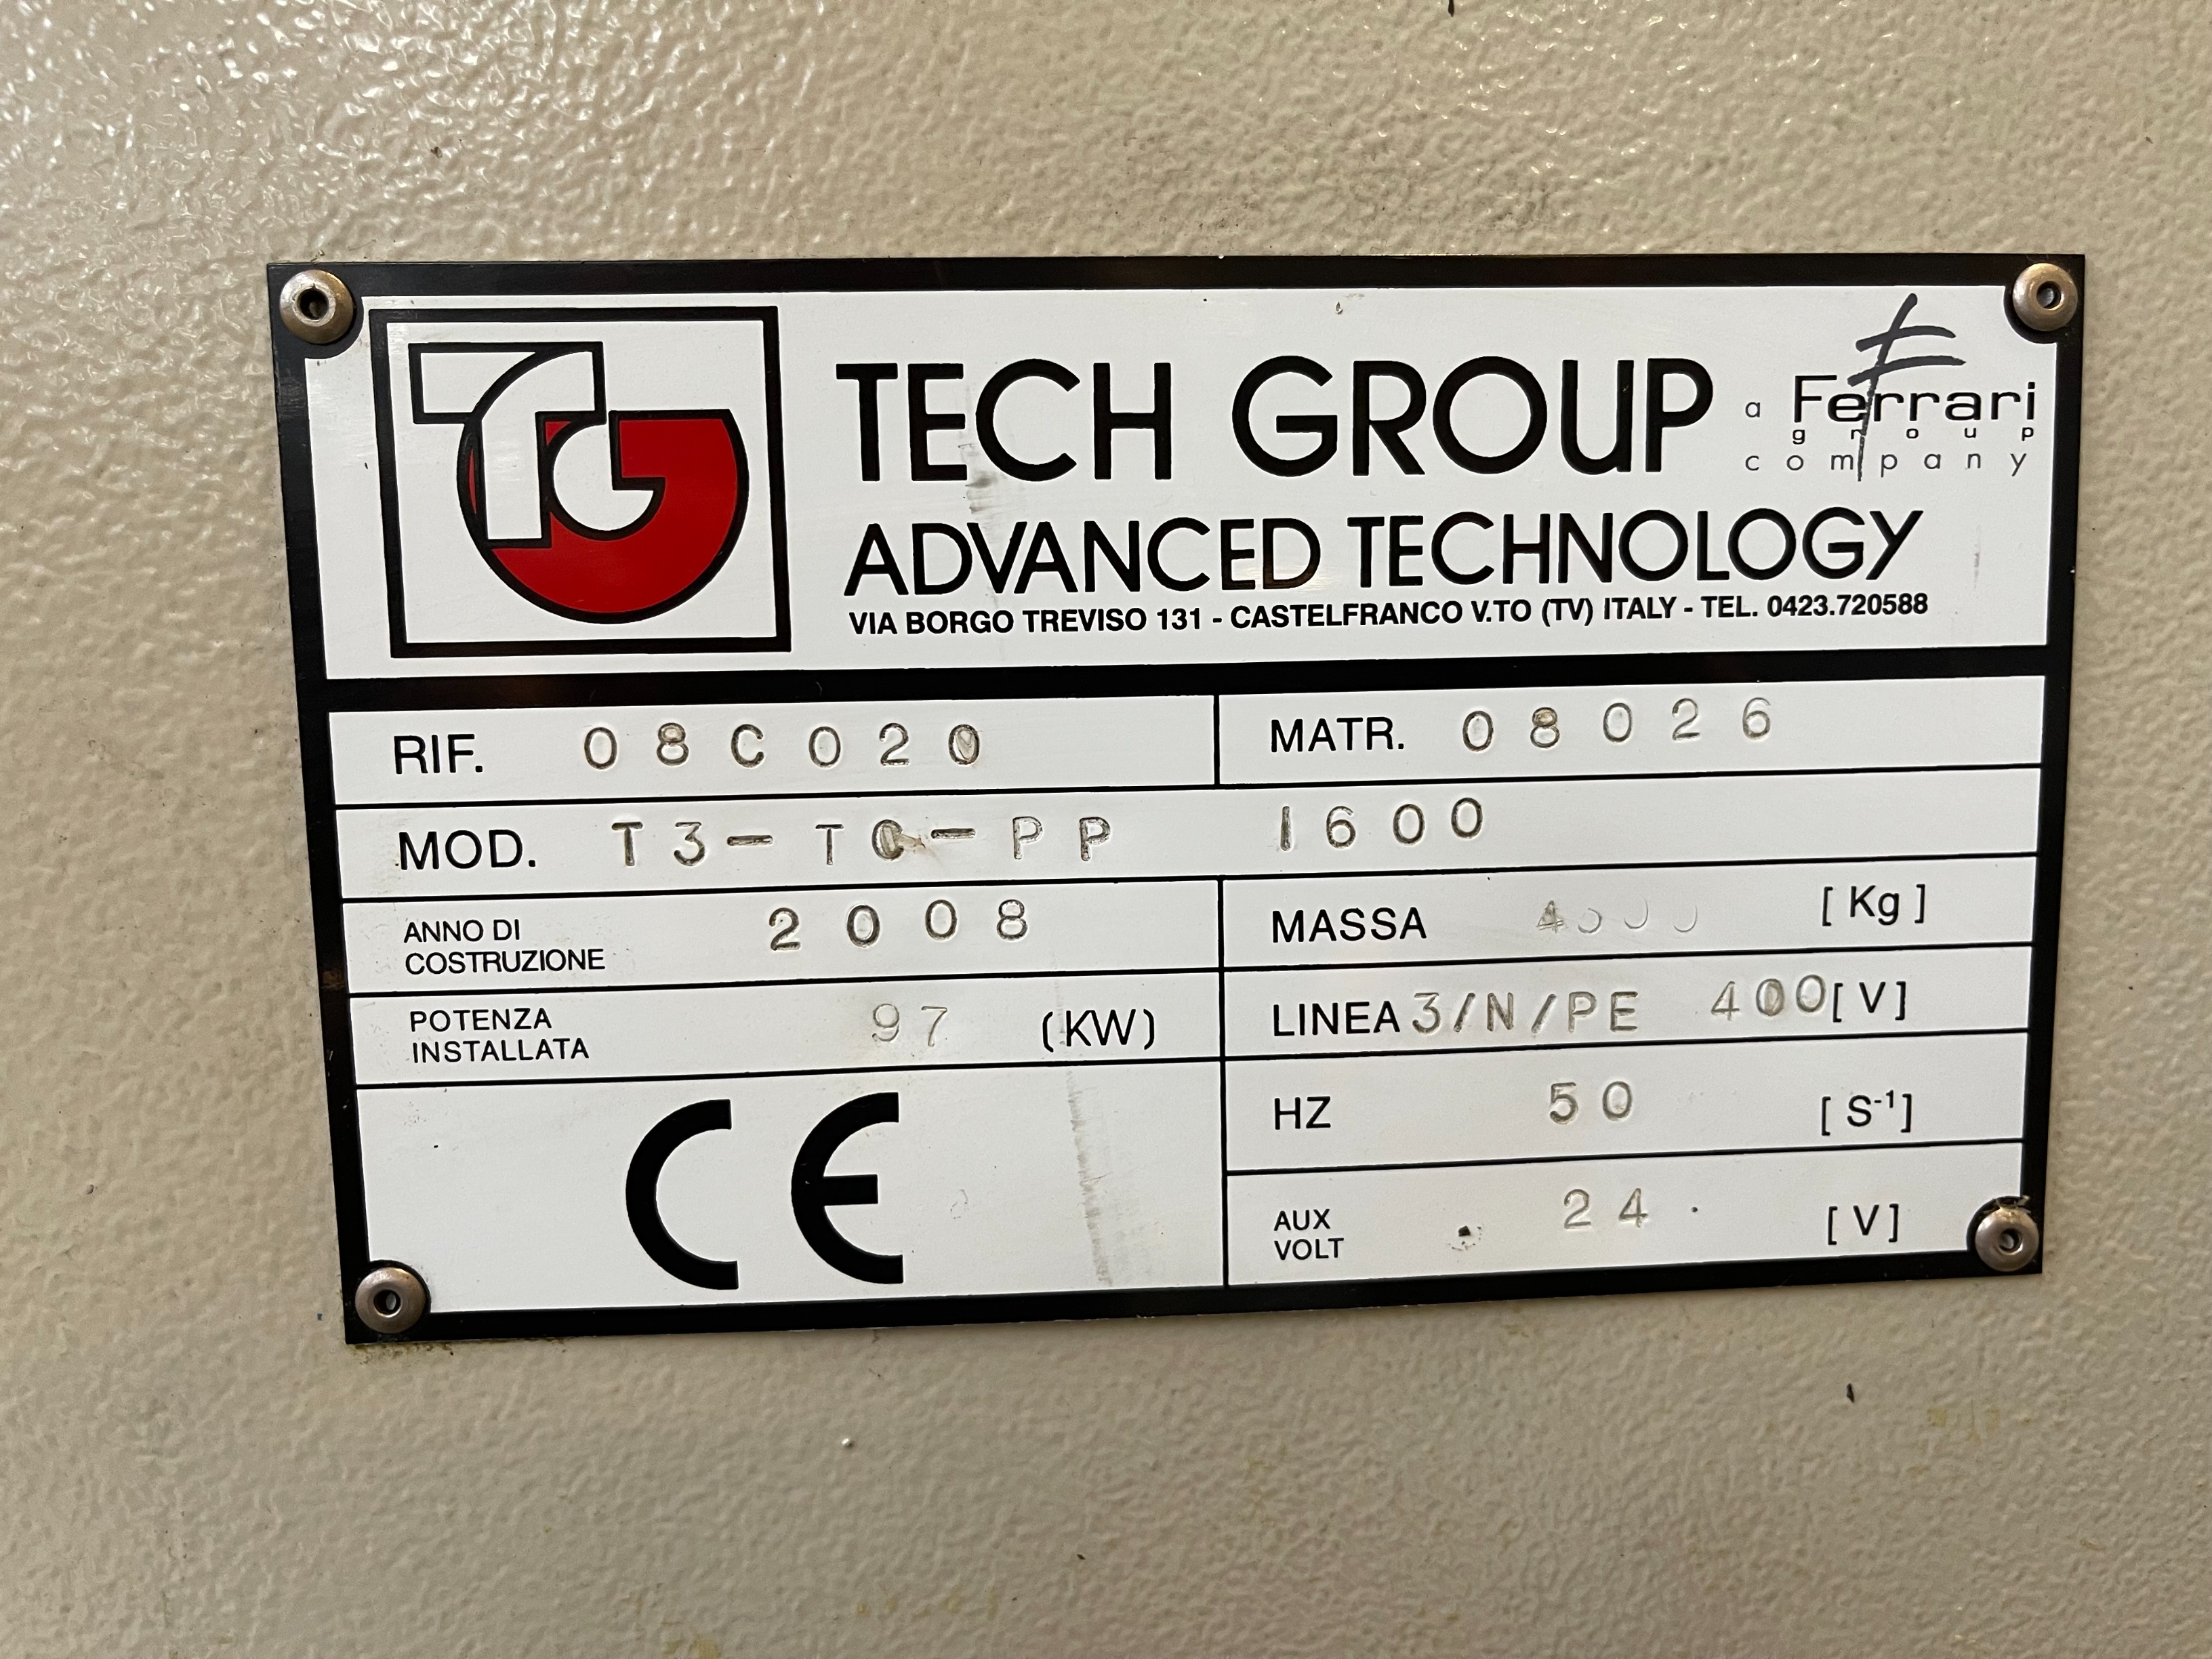 TG
TECH GROUP
a Ferrari
group
company
ADVANCED TECHNOLOGY
VIA BORGO TREVISO 131 - CASTELFRANCO V.TO (TV) ITALY - TEL. 0423.720588
RIF. 08C020 MATR. 08026
MOD. T3-TC-PP 1600
ANNO DI
COSTRUZIONE 2008
MASSA [Kg]
POTENZA
INSTALLATA 97 (KW)
LINEA 3/N/PE 400 [V]
CE
HZ 50 [S-1]
AUX
VOLT 24 [V]